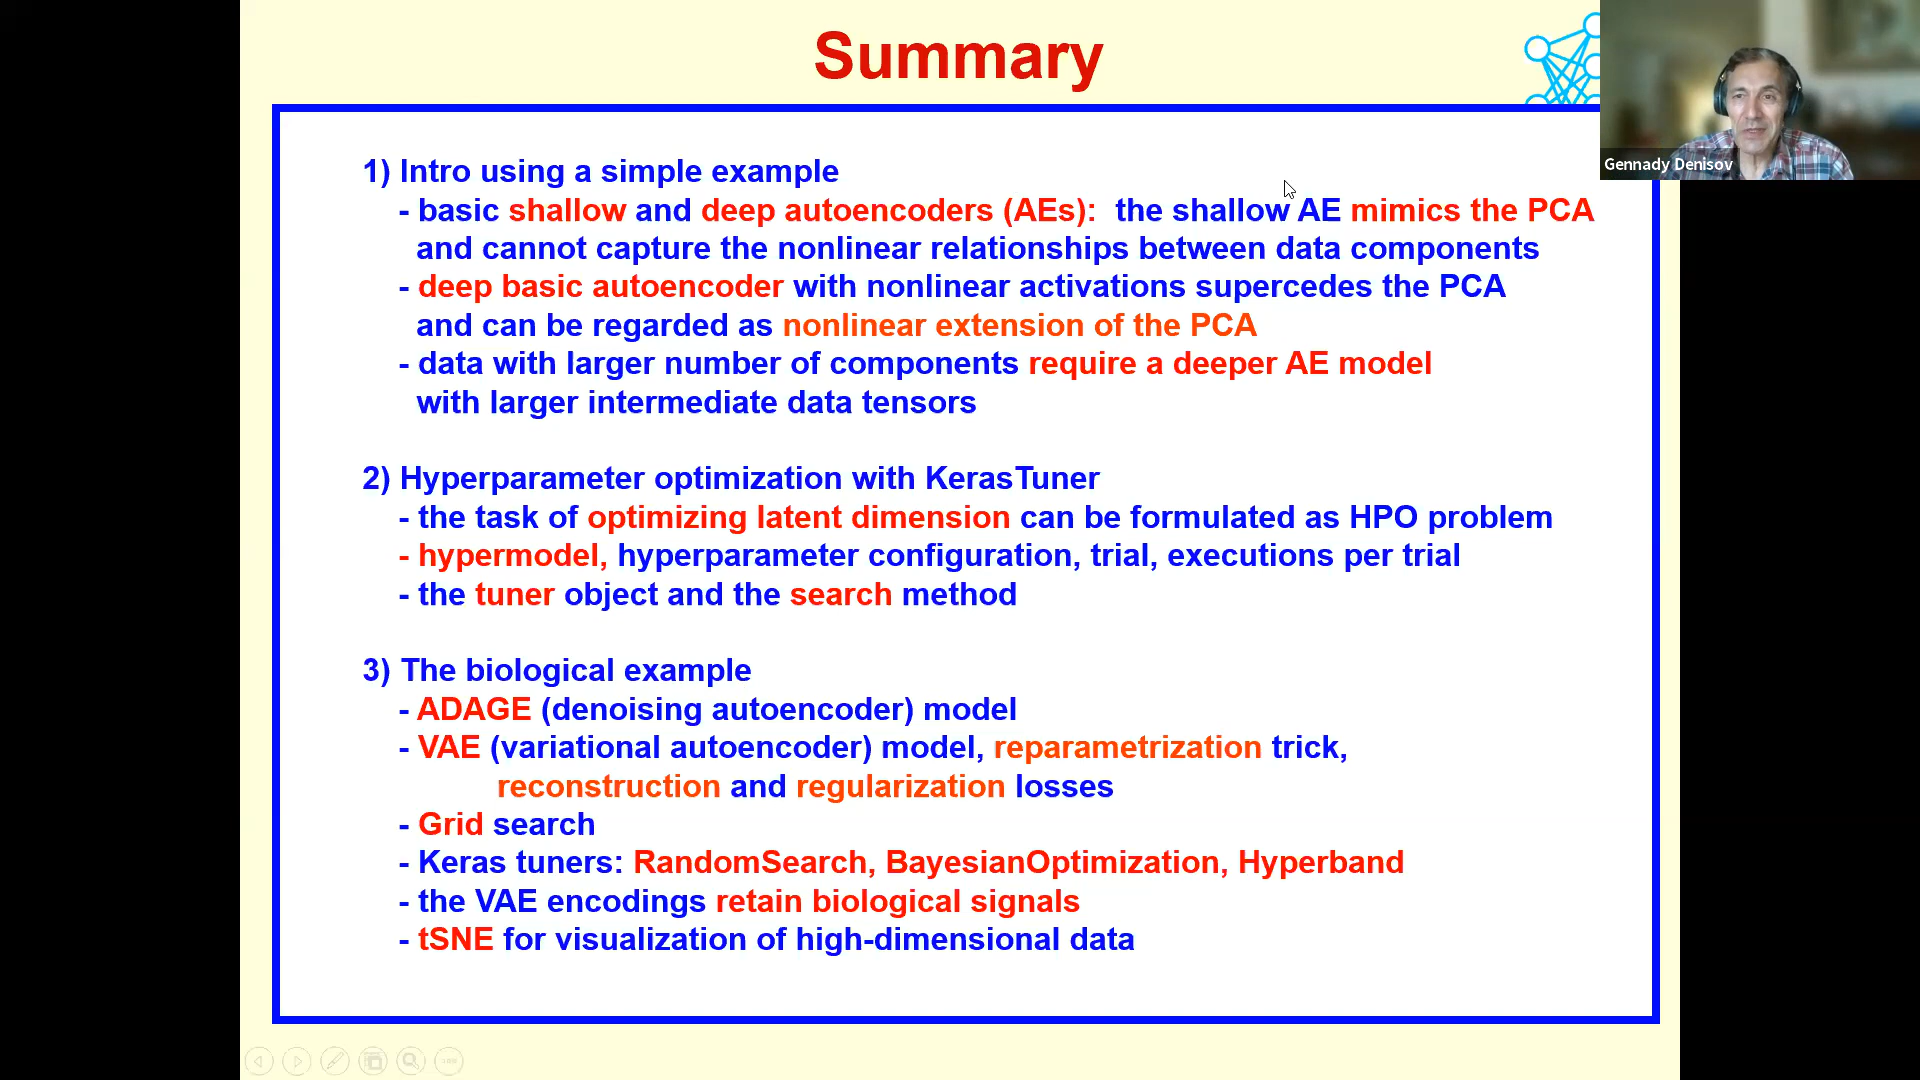 Summary
Gennady Denisov
1) Intro using a simple example
- basic shallow and deep autoencoders (AEs): the shallow AE mimics the PCA
and cannot capture the nonlinear relationships between data components
- deep basic autoencoder with nonlinear activations supercedes the PCA
and can be regarded as nonlinear extension of the PCA
- data with larger number of components require a deeper AE model
with larger intermediate data tensors
2) Hyperparameter optimization with KerasTuner
- the task of optimizing latent dimension can be formulated as HPO problem
- hypermodel, hyperparameter configuration, trial, executions per trial
- the tuner object and the search method
3) The biological example
- ADAGE (denoising autoencoder) model
- VAE (variational autoencoder) model, reparametrization trick,
reconstruction and regularization losses
- Grid search
- Keras tuners: RandomSearch, BayesianOptimization, Hyperband
- the VAE encodings retain biological signals
- tSNE for visualization of high-dimensional data